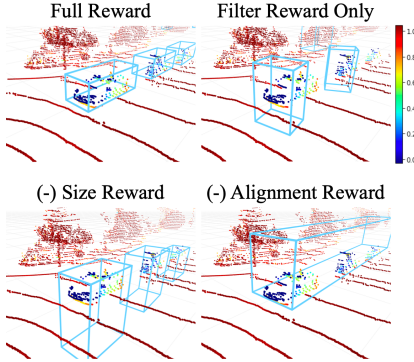 Full Reward
Filter Reward Only
1.0
0.8
0.6
0.4
0.2
0.0
(-) Size Reward
(-) Alignment Reward